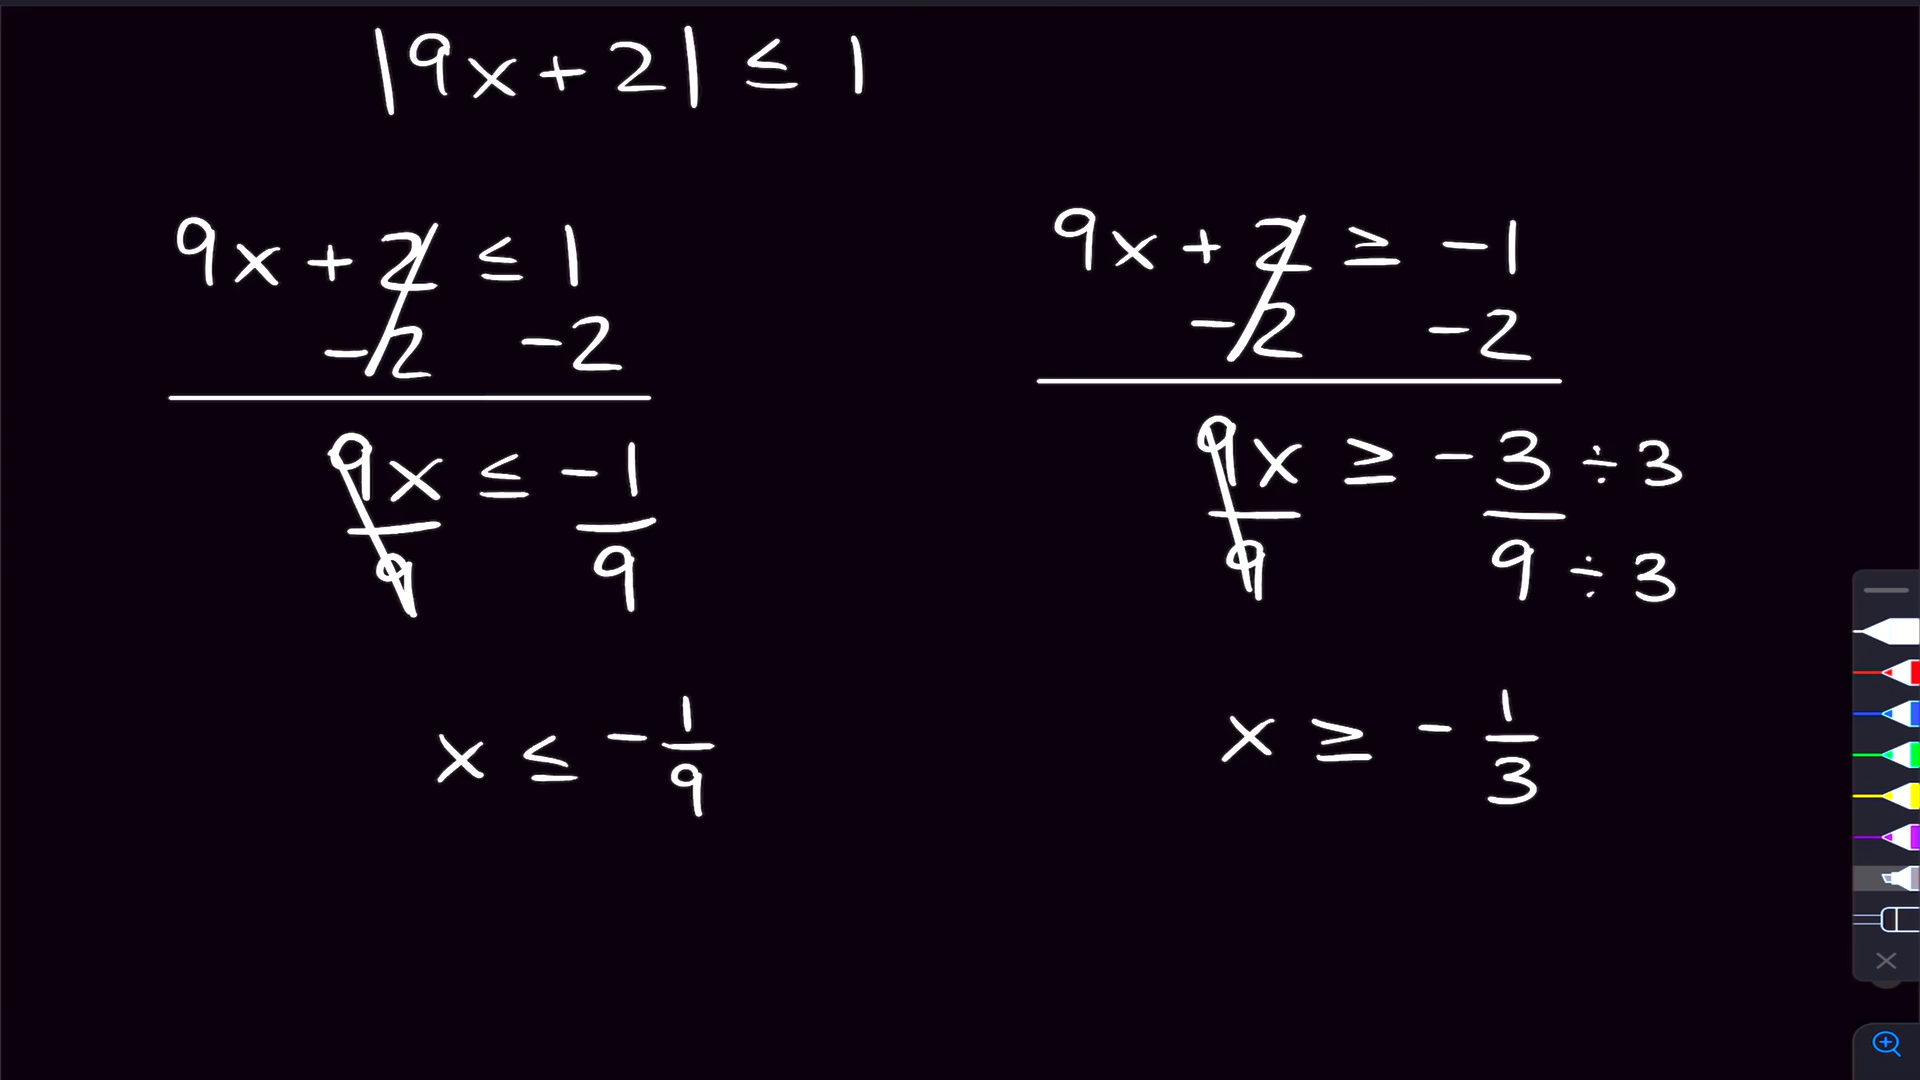 |9x + 2| ≤ 1
9x + 2 ≤ 1
-2 -2
9x ≤ -1
9 9
x ≤ - 1/9
9x + 2 ≥ -1
-2 -2
9x ≥ -3 ÷ 3
9 9 ÷ 3
x ≥ - 1/3